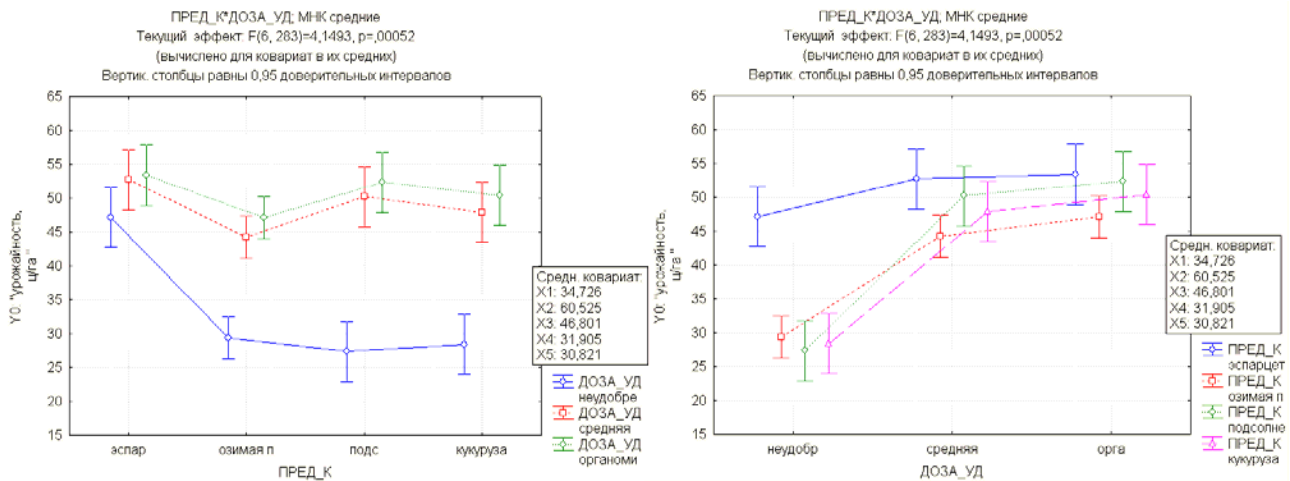 ПРЕД_К*ДОЗА_УД; МНК средние
Текущий эффект: F(6, 283)=4,1493, p=,00052
(вычислено для ковариат в их средних)
Вертик. столбцы равны 0,95 доверительных интервалов
65
60
55
50
45
40
35
30
25
20
15
Y0: "урожайность,
ц/га"
эспар
озимая п
подс
кукуруза
ПРЕД_К
Средн. ковариат:
X1: 34,726
X2: 60,525
X3: 46,801
X4: 31,905
X5: 30,821
ДОЗА_УД
неудобре
ДОЗА_УД
средняя
ДОЗА_УД
органоми
ПРЕД_К*ДОЗА_УД; МНК средние
Текущий эффект: F(6, 283)=4,1493, p=,00052
(вычислено для ковариат в их средних)
Вертик. столбцы равны 0,95 доверительных интервалов
65
60
55
50
45
40
35
30
25
20
15
Y0: "урожайность,
ц/га"
неудобр
средняя
орга
ДОЗА_УД
Средн. ковариат:
X1: 34,726
X2: 60,525
X3: 46,801
X4: 31,905
X5: 30,821
ПРЕД_К
эспарцет
ПРЕД_К
озимая п
ПРЕД_К
подсолне
ПРЕД_К
кукуруза